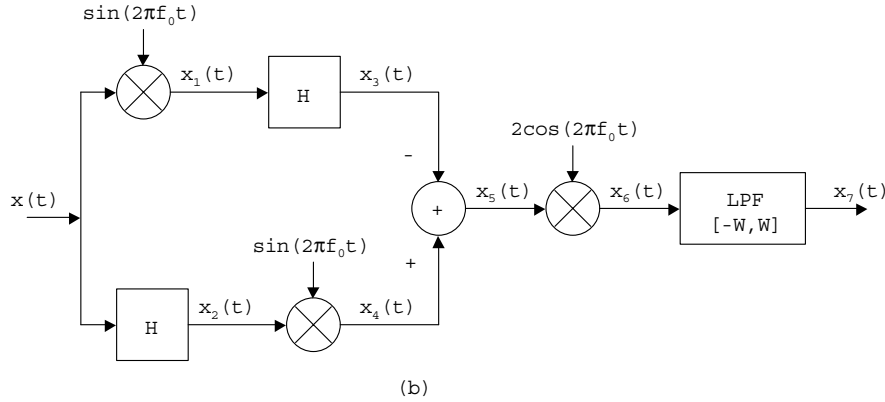 sin(2πf₀t)
x₁(t)
H
x₃(t)
-
2cos(2πf₀t)
x(t)
+
x₅(t)
x₆(t)
LPF
[-W,W]
x₇(t)
sin(2πf₀t)
+
H
x₂(t)
x₄(t)
(b)